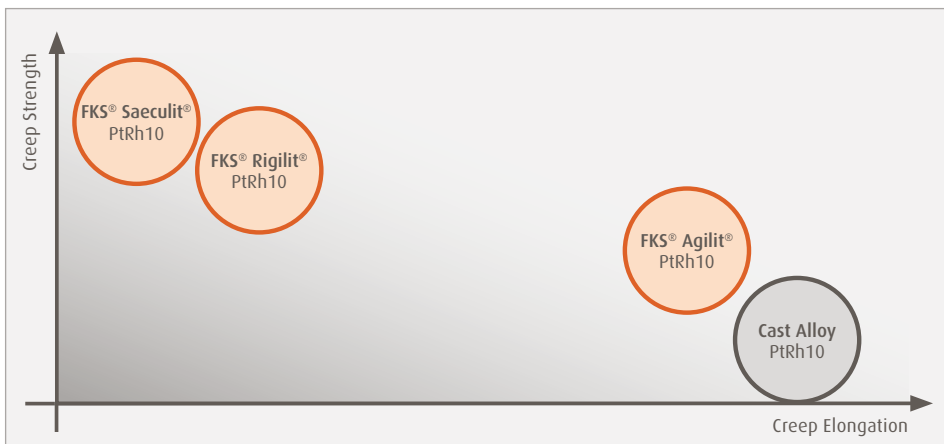 Creep Strength
FKS® Saeculit®
PtRh10
FKS® Rigilit®
PtRh10
FKS® Agilit®
PtRh10
Cast Alloy
PtRh10
Creep Elongation